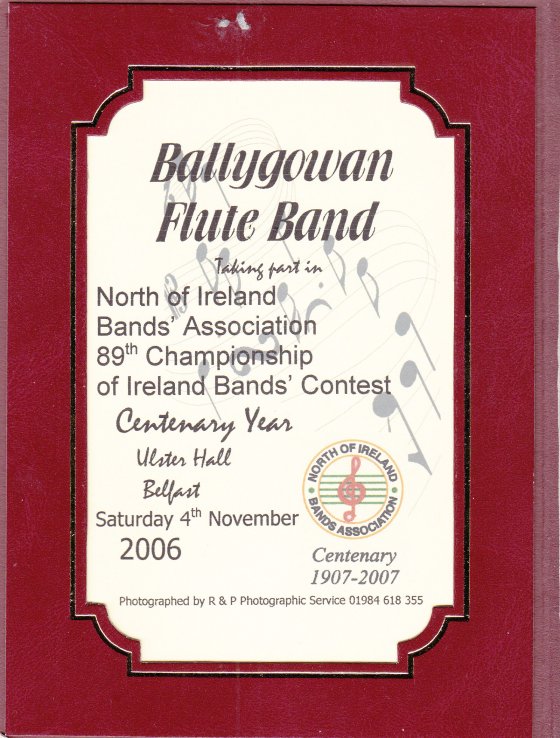 Ballygowan
Flute Band
Taking part in
North of Ireland
Bands' Association
89th Championship
of Ireland Bands' Contest
Centenary Year
Ulster Hall
Belfast
Saturday 4th November
2006
NORTH OF IRELAND
BANDS ASSOCIATION
Centenary
1907-2007
Photographed by R & P Photographic Service 01984 618 355